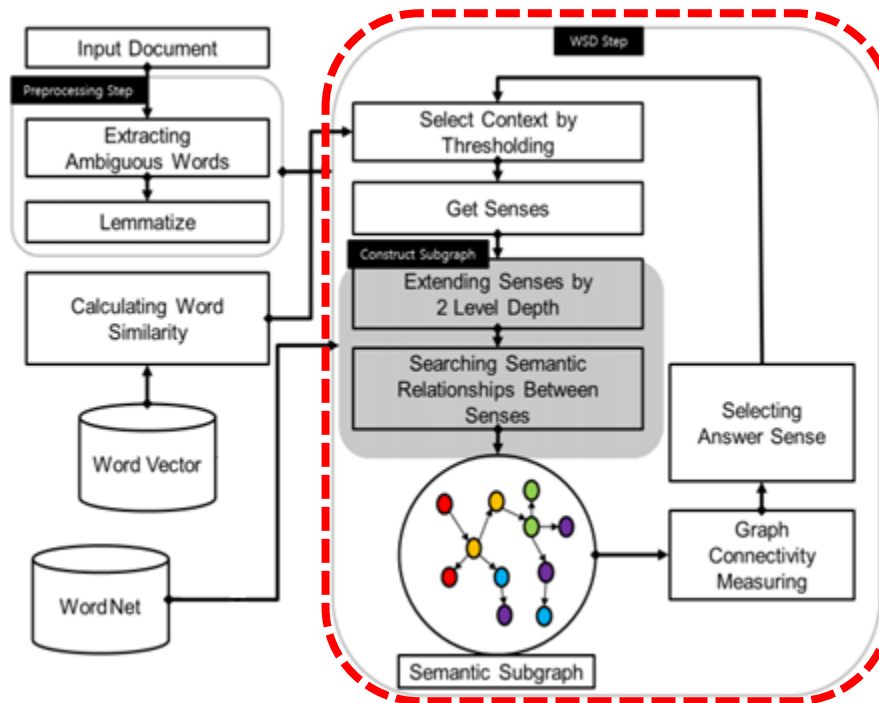 Input Document
Preprocessing Step
Extracting
Ambiguous Words
Lemmatize
Calculating Word
Similarity
Word Vector
WordNet
WSD Step
Select Context by
Thresholding
Get Senses
Construct Subgraph
Extending Senses by
2 Level Depth
Searching Semantic
Relationships Between
Senses
Semantic Subgraph
Graph
Connectivity
Measuring
Selecting
Answer Sense